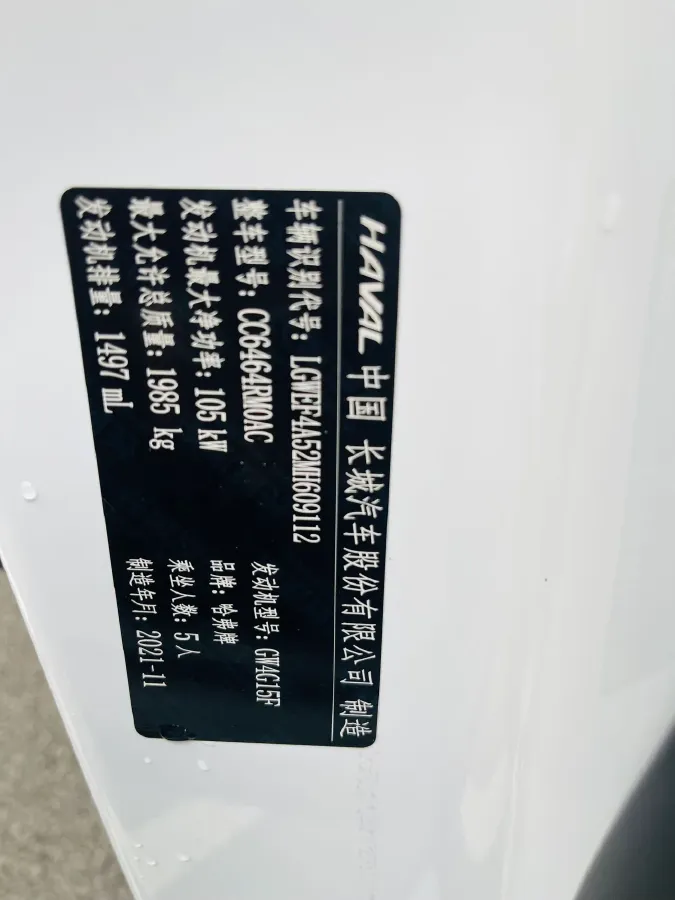 HAVAL 中国 长城汽车股份有限公司 制造
车辆识别代号: LGWEF4A52MH609112
整车型号: CC6464RM0AC 发动机型号: GW4G15F
发动机最大净功率: 105 kW 品牌: 哈弗牌
最大允许总质量: 1985 kg 乘坐人数: 5 人
发动机排量: 1497 mL 制造年月: 2021-11